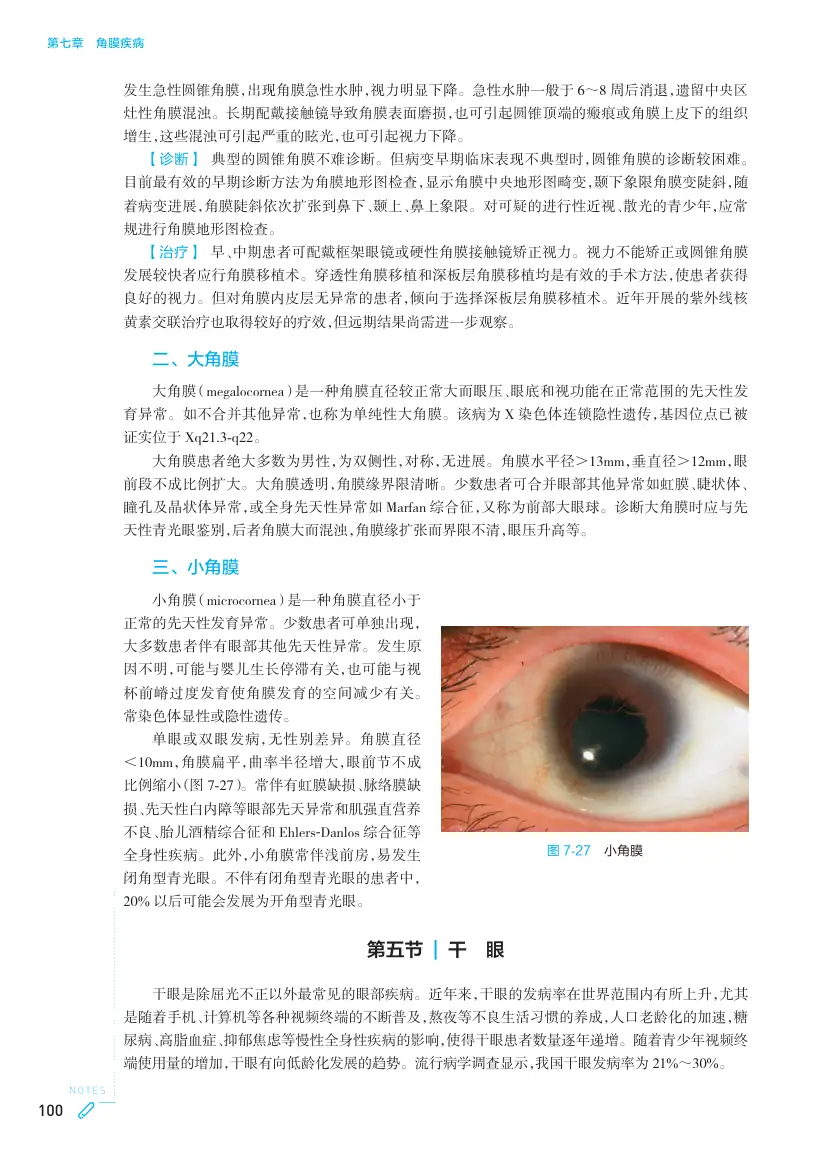 第七章 角膜疾病
发生急性圆锥角膜,出现角膜急性水肿,视力明显下降。急性水肿一般于 6～8 周后消退,遗留中央区
灶性角膜混浊。长期配戴接触镜导致角膜表面磨损,也可引起圆锥顶端的瘢痕或角膜上皮下的组织
增生,这些混浊可引起严重的眩光,也可引起视力下降。
【诊断】 典型的圆锥角膜不难诊断。但病变早期临床表现不典型时,圆锥角膜的诊断较困难。
目前最有效的早期诊断方法为角膜地形图检查,显示角膜中央地形图畸变,颞下象限角膜变陡斜,随
着病变进展,角膜陡斜依次扩张到鼻下、颞上、鼻上象限。对可疑的进行性近视、散光的青少年,应常
规进行角膜地形图检查。
【治疗】 早、中期患者可配戴框架眼镜或硬性角膜接触镜矫正视力。视力不能矫正或圆锥角膜
发展较快者应行角膜移植术。穿透性角膜移植和深板层角膜移植均是有效的手术方法,使患者获得
良好的视力。但对角膜内皮层无异常的患者,倾向于选择深板层角膜移植术。近年开展的紫外线核
黄素交联治疗也取得较好的疗效,但远期结果尚需进一步观察。
二、大角膜
大角膜(megalocornea)是一种角膜直径较正常大而眼压、眼底和视功能在正常范围的先天性发
育异常。如不合并其他异常,也称为单纯性大角膜。该病为 X 染色体连锁隐性遗传,基因位点已被
证实位于 Xq21.3-q22。
大角膜患者绝大多数为男性,为双侧性,对称,无进展。角膜水平径＞13mm,垂直径＞12mm,眼
前段不成比例扩大。大角膜透明,角膜缘界限清晰。少数患者可合并眼部其他异常如虹膜、睫状体、
瞳孔及晶状体异常,或全身先天性异常如 Marfan 综合征,又称为前部大眼球。诊断大角膜时应与先
天性青光眼鉴别,后者角膜大而混浊,角膜缘扩张而界限不清,眼压升高等。
三、小角膜
小角膜(microcornea)是一种角膜直径小于
正常的先天性发育异常。少数患者可单独出现,
大多数患者伴有眼部其他先天性异常。发生原
因不明,可能与婴儿生长停滞有关,也可能与视
杯前嵴过度发育使角膜发育的空间减少有关。
常染色体显性或隐性遗传。
单眼或双眼发病,无性别差异。角膜直径
＜10mm,角膜扁平,曲率半径增大,眼前节不成
比例缩小(图 7-27)。常伴有虹膜缺损、脉络膜缺
损、先天性白内障等眼部先天异常和肌强直营养
不良、胎儿酒精综合征和 Ehlers-Danlos 综合征等
全身性疾病。此外,小角膜常伴浅前房,易发生
闭角型青光眼。不伴有闭角型青光眼的患者中,
20% 以后可能会发展为开角型青光眼。
图 7-27 小角膜
第五节 | 干 眼
干眼是除屈光不正以外最常见的眼部疾病。近年来,干眼的发病率在世界范围内有所上升,尤其
是随着手机、计算机等各种视频终端的不断普及,熬夜等不良生活习惯的养成,人口老龄化的加速,糖
尿病、高脂血症、抑郁焦虑等慢性全身性疾病的影响,使得干眼患者数量逐年递增。随着青少年视频终
端使用量的增加,干眼有向低龄化发展的趋势。流行病学调查显示,我国干眼发病率为 21%～30%。
NOTES
100